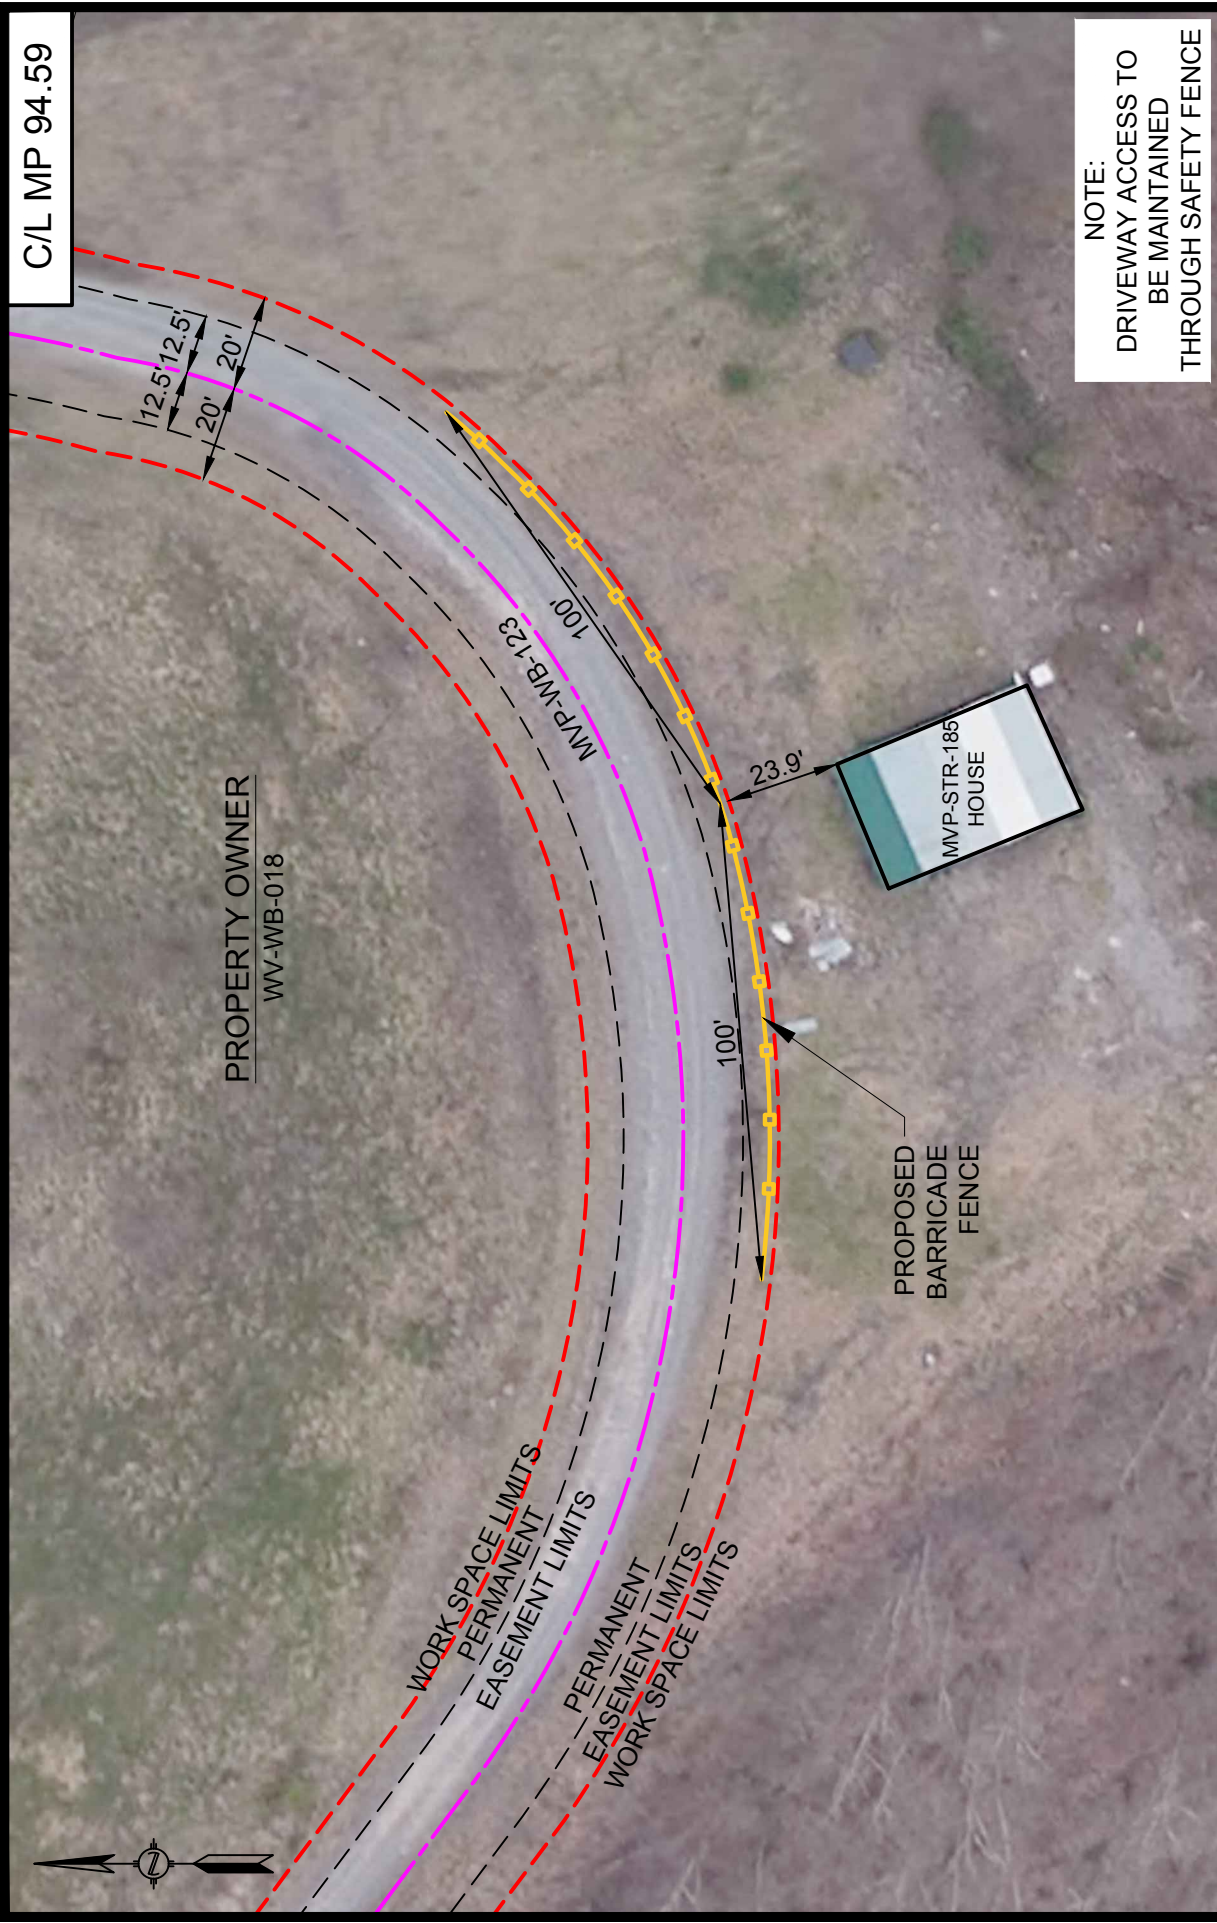 C/L MP 94.59
NOTE:
DRIVEWAY ACCESS TO
BE MAINTAINED
THROUGH SAFETY FENCE
12.5'
12.5'
20'
20'
PROPERTY OWNER
WV-WB-018
MVP-WB-123
100'
100'
23.9'
MVP-STR-185
HOUSE
PROPOSED
BARRICADE
FENCE
WORK SPACE LIMITS
PERMANENT
EASEMENT LIMITS
PERMANENT
EASEMENT LIMITS
WORK SPACE LIMITS
N